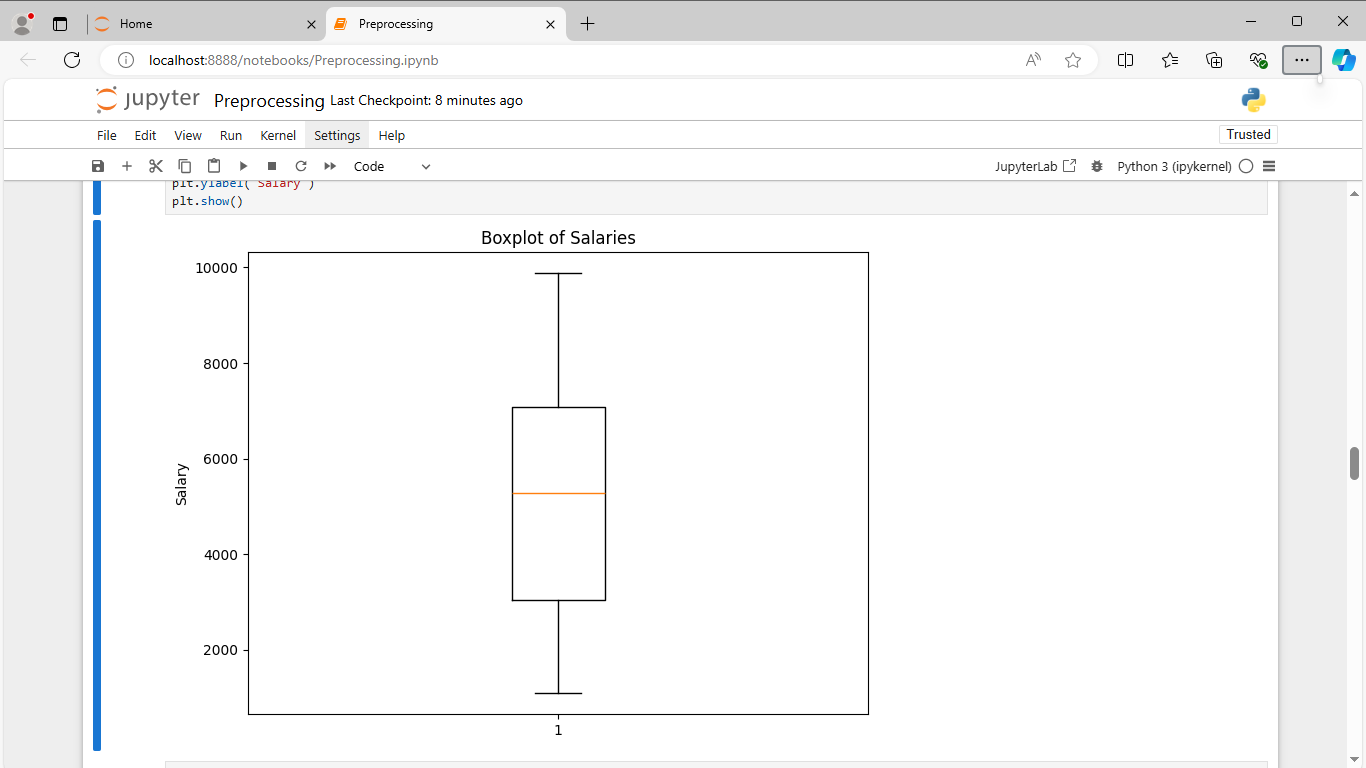 Home
Preprocessing
localhost:8888/notebooks/Preprocessing.ipynb
jupyter Preprocessing Last Checkpoint: 8 minutes ago
File Edit View Run Kernel Settings Help
Trusted
Code
JupyterLab
Python 3 (ipykernel)
plt.ylabel('Salary')
plt.show()
Boxplot of Salaries
10000
8000
6000
4000
2000
Salary
1